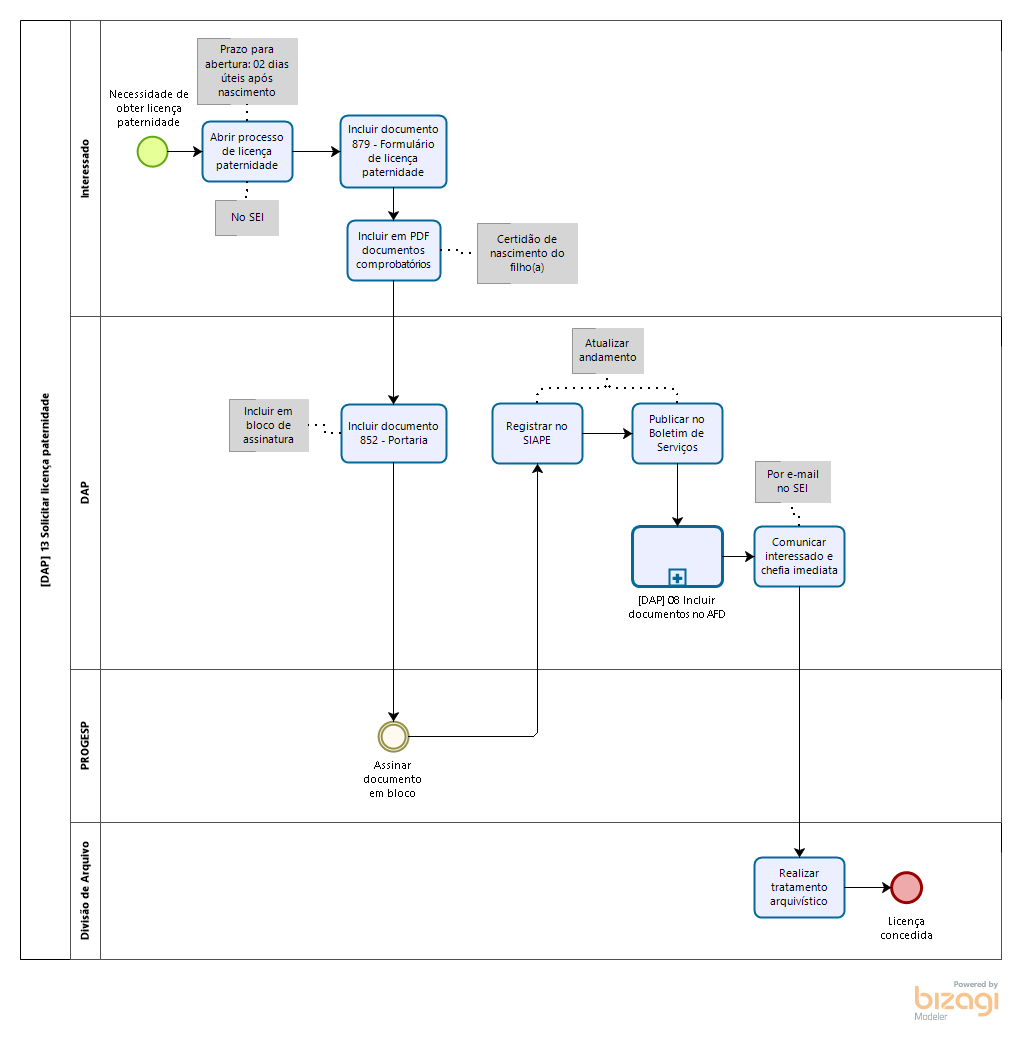 [DAP] 13 Solicitar licença paternidade
Interessado
Prazo para
abertura: 02 dias
úteis após
nascimento
Necessidade de
obter licença
paternidade
Abrir processo
de licença
paternidade
No SEI
Incluir documento
879 - Formulário
de licença
paternidade
Incluir em PDF
documentos
comprobatórios
Certidão de
nascimento do
filho(a)
DAP
Incluir em
bloco de
assinatura
Incluir documento
852 - Portaria
Atualizar
andamento
Registrar no
SIAPE
Publicar no
Boletim de
Serviços
[DAP] 08 Incluir
documentos no AFD
Por e-mail
no SEI
Comunicar
interessado e
chefia imediata
PROGESP
Assinar
documento
em bloco
Divisão de Arquivo
Realizar
tratamento
arquivístico
Licença
concedida
Powered by
bizagi
Modeler